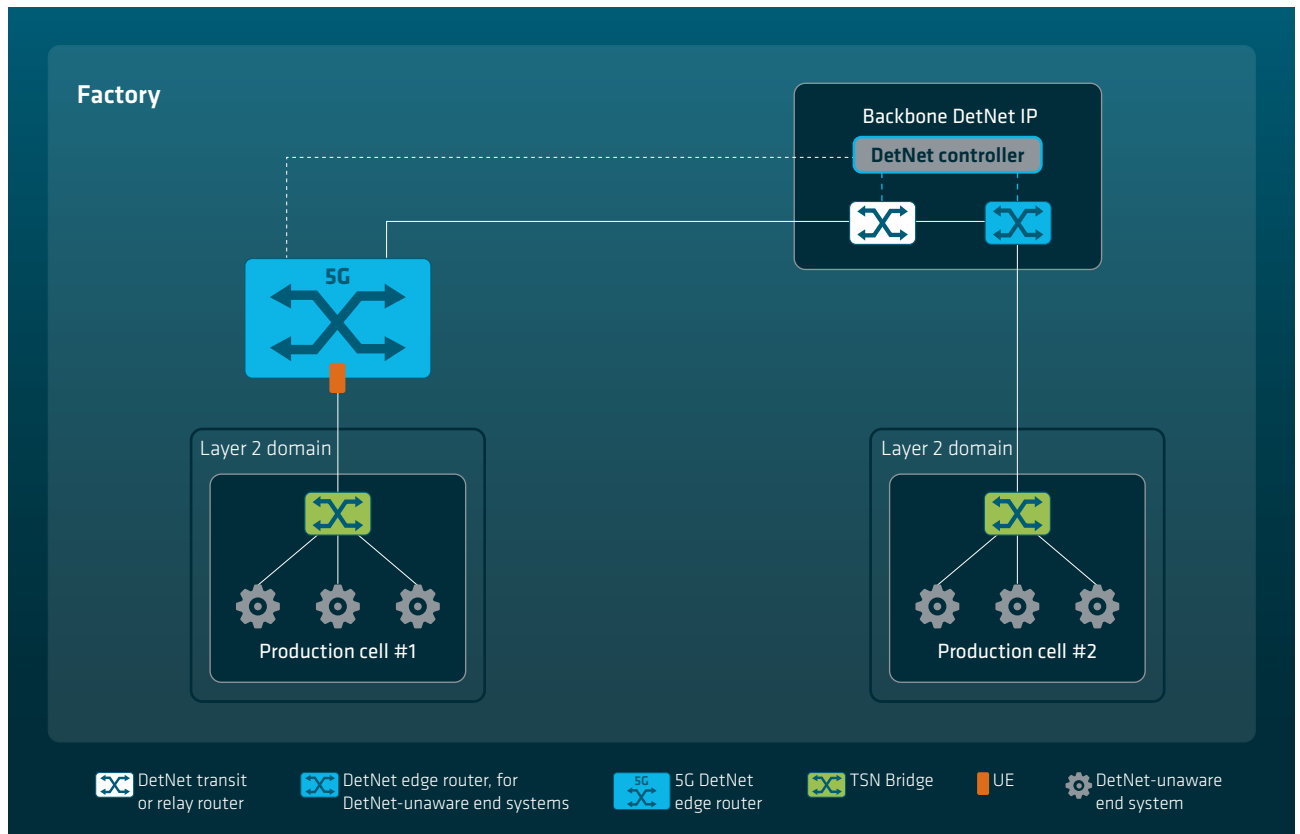 Factory
Backbone DetNet IP
DetNet controller
5G
Layer 2 domain
Layer 2 domain
Production cell #1
Production cell #2
DetNet transit
or relay router
DetNet edge router, for
DetNet-unaware end systems
5G
5G DetNet
edge router
TSN Bridge
UE
DetNet-unaware
end system